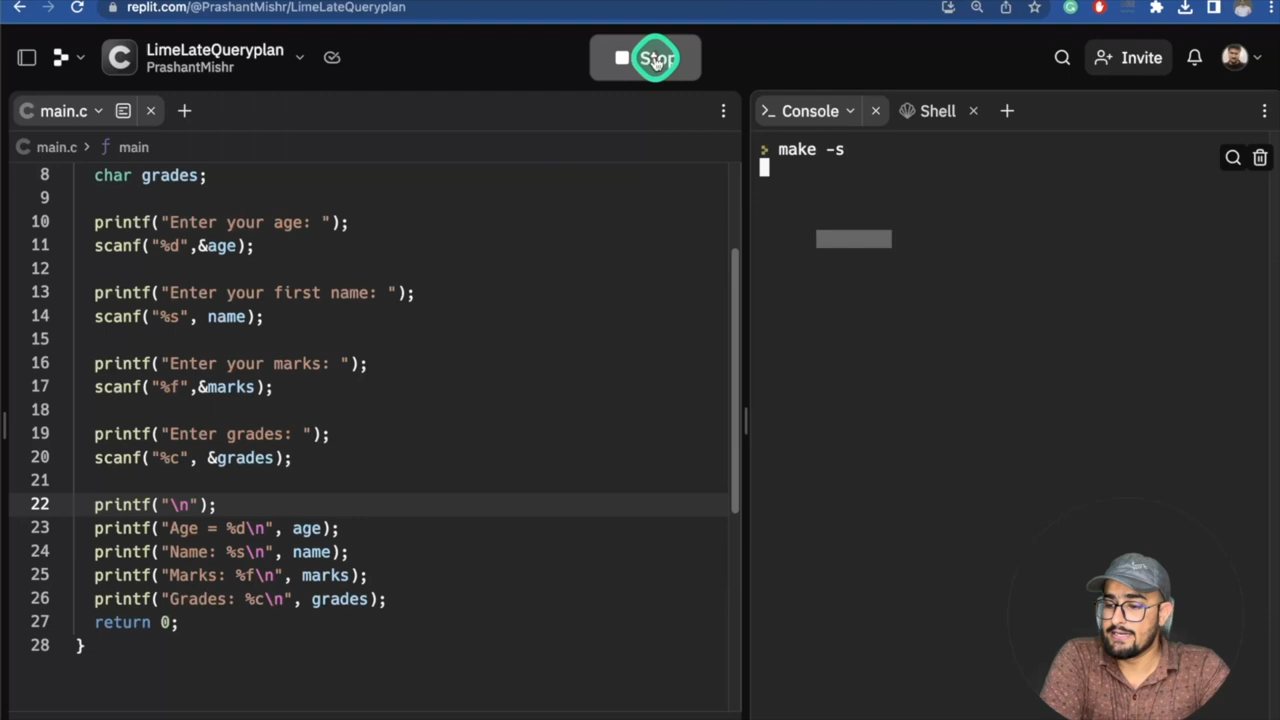 replit.com/@PrashantMishr/LimeLateQueryplan
LimeLateQueryplan
PrashantMishr
Stop
Invite
main.c
main.c > main
8 char grades;
9
10 printf("Enter your age: ");
11 scanf("%d",&age);
12
13 printf("Enter your first name: ");
14 scanf("%s", name);
15
16 printf("Enter your marks: ");
17 scanf("%f",&marks);
18
19 printf("Enter grades: ");
20 scanf("%c", &grades);
21
22 printf("\n");
23 printf("Age = %d\n", age);
24 printf("Name: %s\n", name);
25 printf("Marks: %f\n", marks);
26 printf("Grades: %c\n", grades);
27 return 0;
28 }
Console
Shell
make -s